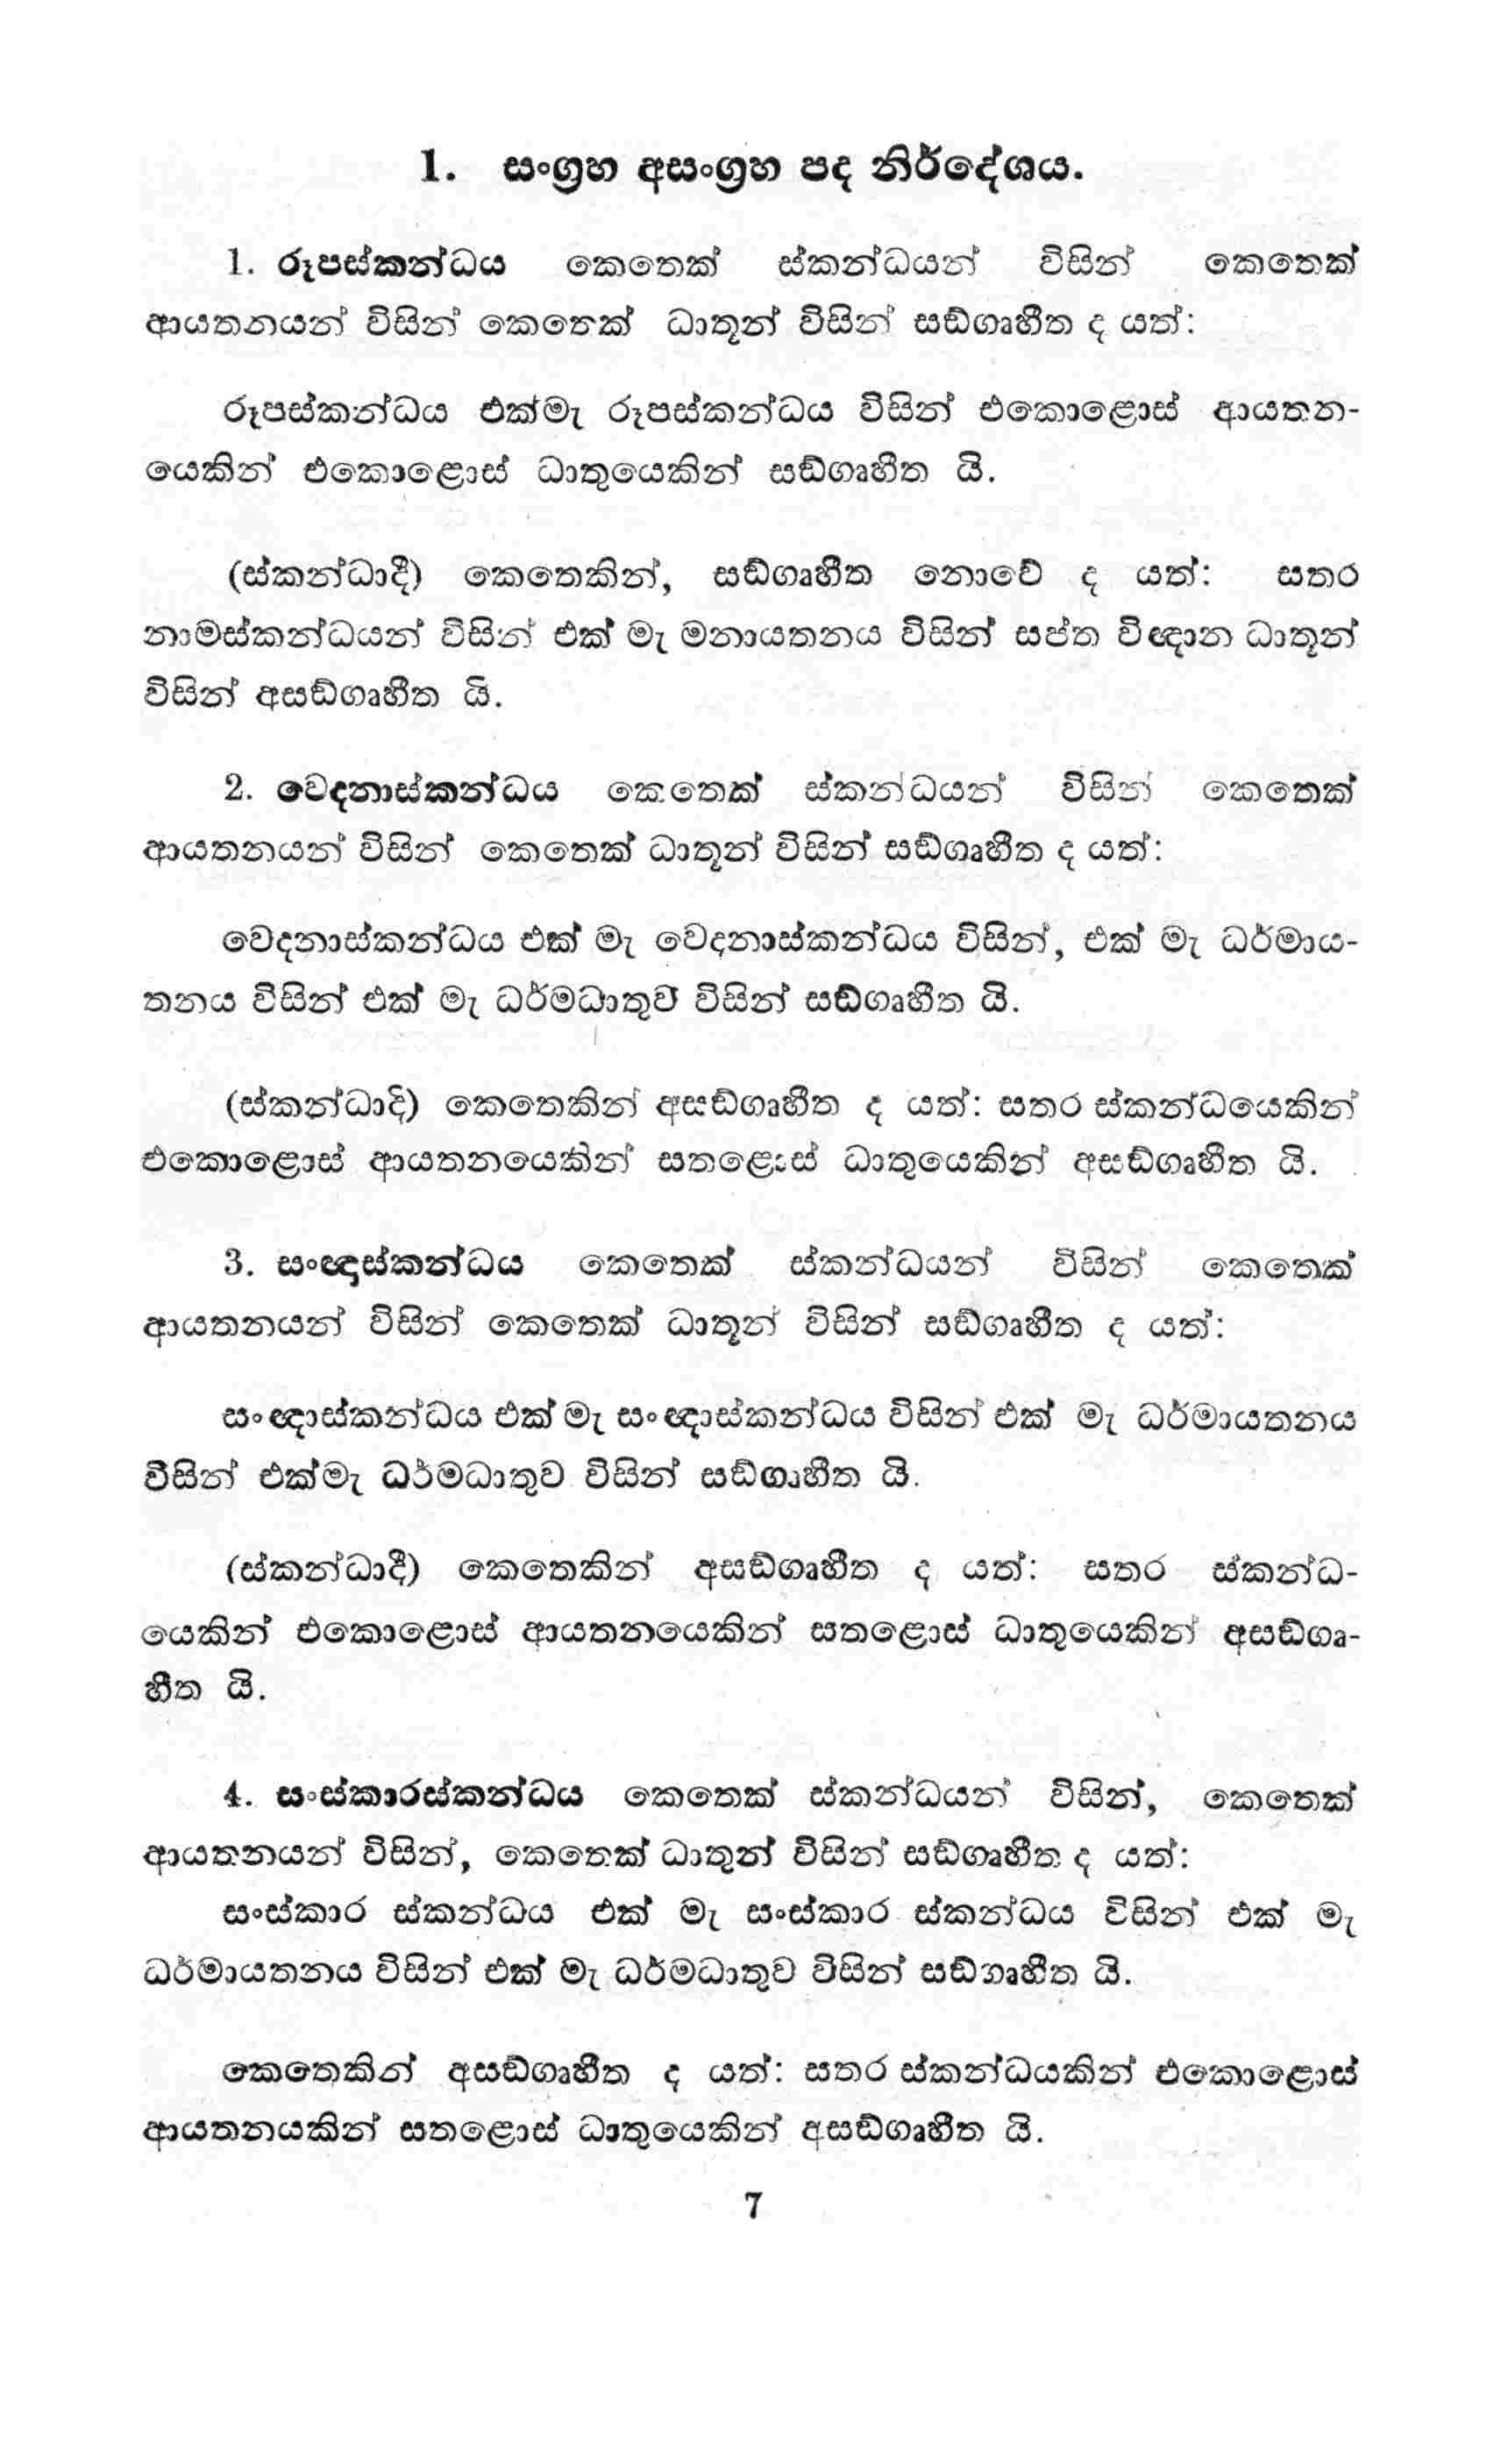 1. සංග්‍රහ අසංග්‍රහ පද නිර්දේශය.
1. රූපස්කන්ධය කෙතෙක් ස්කන්ධයන් විසින් කෙතෙක්
ආයතනයන් විසින් කෙතෙක් ධාතූන් විසින් සඞ්ගෘහීත ද යත්:
රූපස්කන්ධය එක්මැ රූපස්කන්ධය විසින් එකොළොස් ආයතන-
යෙකින් එකොළොස් ධාතුයෙකින් සඞ්ගෘහීත යි.
(ස්කන්ධාදී) කෙතෙකින්, සඞ්ගෘහීත නොවේ ද යත්: සතර
නාමස්කන්ධයන් විසින් එක් මැ මනායතනය විසින් සප්ත විඥාන ධාතූන්
විසින් අසඞ්ගෘහීත යි.
2. වෙදනාස්කන්ධය කෙතෙක් ස්කන්ධයන් විසින් කෙතෙක්
ආයතනයන් විසින් කෙතෙක් ධාතූන් විසින් සඞ්ගෘහීත ද යත්:
වෙදනාස්කන්ධය එක් මැ වෙදනාස්කන්ධය විසින්, එක් මැ ධර්මාය-
තනය විසින් එක් මැ ධර්මධාතුව විසින් සඞ්ගෘහීත යි.
(ස්කන්ධාදි) කෙතෙකින් අසඞ්ගෘහීත ද යත්: සතර ස්කන්ධයෙකින්
එකොළොස් ආයතනයෙකින් සතළොස් ධාතුයෙකින් අසඞ්ගෘහීත යි.
3. සංඥාස්කන්ධය කෙතෙක් ස්කන්ධයන් විසින් කෙතෙක්
ආයතනයන් විසින් කෙතෙක් ධාතූන් විසින් සඞ්ගෘහීත ද යත්:
සංඥාස්කන්ධය එක් මැ සංඥාස්කන්ධය විසින් එක් මැ ධර්මායතනය
විසින් එක්මැ ධර්මධාතුව විසින් සඞ්ගෘහීත යි.
(ස්කන්ධාදී) කෙතෙකින් අසඞ්ගෘහීත ද යත්: සතර ස්කන්ධ-
යෙකින් එකොළොස් ආයතනයෙකින් සතළොස් ධාතුයෙකින් අසඞ්ගෘ-
හීත යි.
4. සංස්කාරස්කන්ධය කෙතෙක් ස්කන්ධයන් විසින්, කෙතෙක්
ආයතනයන් විසින්, කෙතෙක් ධාතුන් විසින් සඞ්ගෘහීත ද යත්:
සංස්කාර ස්කන්ධය එක් මැ සංස්කාර ස්කන්ධය විසින් එක් මැ
ධර්මායතනය විසින් එක් මැ ධර්මධාතුව විසින් සඞ්ගෘහීත යි.
කෙතෙකින් අසඞ්ගෘහීත ද යත්: සතර ස්කන්ධයකින් එකොළොස්
ආයතනයකින් සතළොස් ධාතුයෙකින් අසඞ්ගෘහීත යි.
7